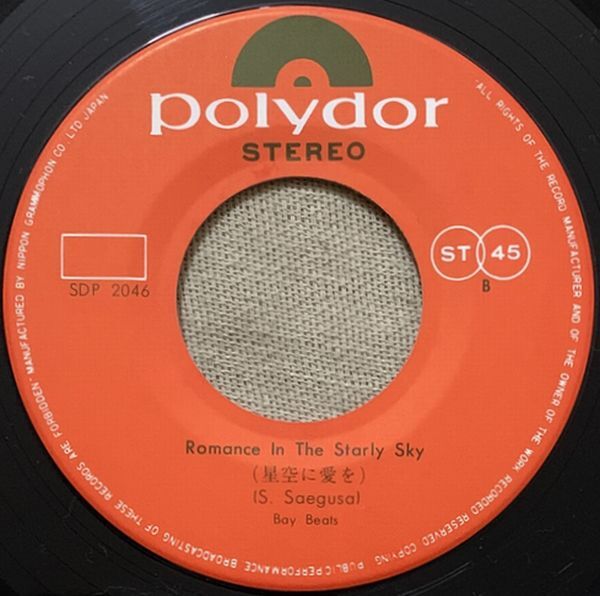 polydor
STEREO
SDP 2046
ST 45
B
Romance In The Starly Sky
(星空に愛を)
(S. Saegusa)
Bay Beats
ALL RIGHTS OF THE RECORD MANUFACTURER AND OF THE OWNER OF THE WORK RECORDED RESERVED COPYING PUBLIC PERFORMANCE BROADCASTING OF THESE RECORDS ARE FORBIDDEN MANUFACTURED BY NIPPON GRAMMOPHON CO. LTD JAPAN